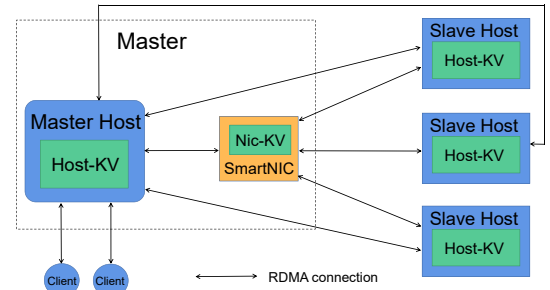 Master
Master Host
Host-KV
Nic-KV
SmartNIC
Slave Host
Host-KV
Slave Host
Host-KV
Slave Host
Host-KV
Client
Client
RDMA connection